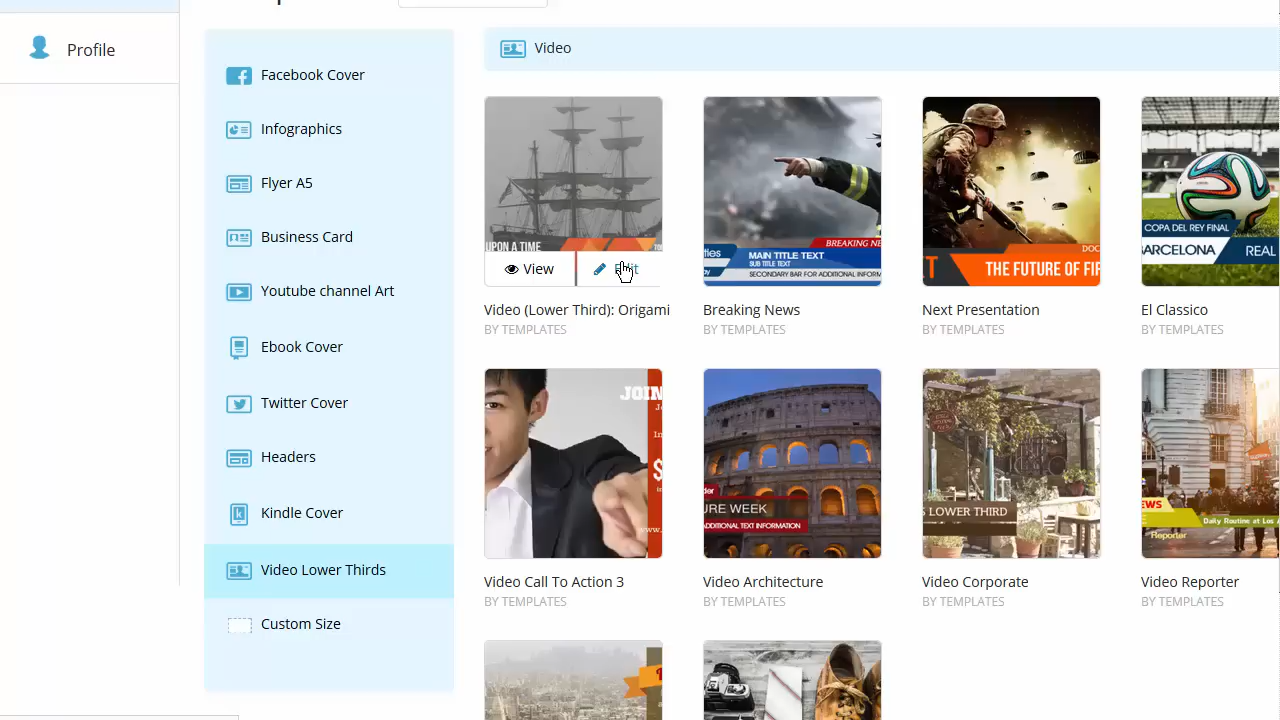 Profile
Facebook Cover
Infographics
Flyer A5
Business Card
Youtube channel Art
Ebook Cover
Twitter Cover
Headers
Kindle Cover
Video Lower Thirds
Custom Size
Video
UPON A TIME
View
Edit
Video (Lower Third): Origami
BY TEMPLATES
BREAKING NE
MAIN TITLE TEXT
SUB TITLE TEXT
SECONDARY BAR FOR ADDITIONAL INFORM
Breaking News
BY TEMPLATES
DOC
T THE FUTURE OF FIR
Next Presentation
BY TEMPLATES
COPA DEL REY FINAL
BARCELONA REAL
El Classico
BY TEMPLATES
JOIN
Video Call To Action 3
BY TEMPLATES
URE WEEK
ADDITIONAL TEXT INFORMATION
Video Architecture
BY TEMPLATES
S LOWER THIRD
Video Corporate
BY TEMPLATES
EWS
Daily Routine at Los A
Reporter
Video Reporter
BY TEMPLATES